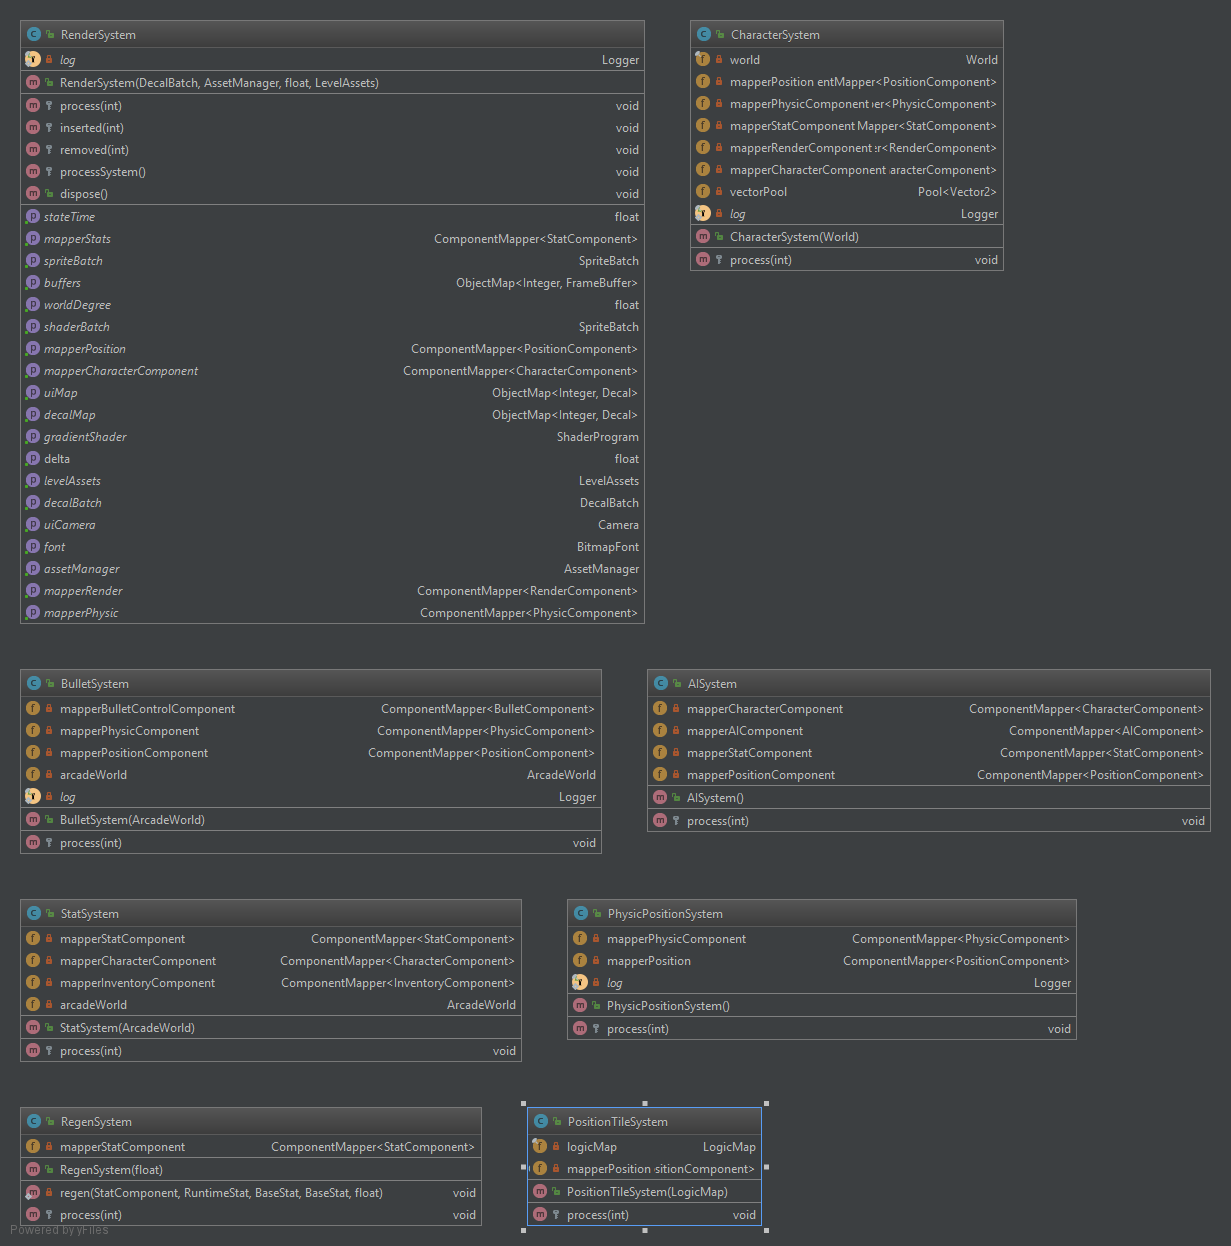 RenderSystem
log Logger
RenderSystem(DecalBatch, AssetManager, float, LevelAssets)
process(int) void
inserted(int) void
removed(int) void
processSystem() void
dispose() void
stateTime float
mapperStats ComponentMapper<StatComponent>
spriteBatch SpriteBatch
buffers ObjectMap<Integer, FrameBuffer>
worldDegree float
shaderBatch SpriteBatch
mapperPosition ComponentMapper<PositionComponent>
mapperCharacterComponent ComponentMapper<CharacterComponent>
uiMap ObjectMap<Integer, Decal>
decalMap ObjectMap<Integer, Decal>
gradientShader ShaderProgram
delta float
levelAssets LevelAssets
decalBatch DecalBatch
uiCamera Camera
font BitmapFont
assetManager AssetManager
mapperRender ComponentMapper<RenderComponent>
mapperPhysic ComponentMapper<PhysicComponent>
CharacterSystem
world World
mapperPosition entMapper<PositionComponent>
mapperPhysicComponent er<PhysicComponent>
mapperStatComponent Mapper<StatComponent>
mapperRenderComponent r<RenderComponent>
mapperCharacterComponent aracterComponent>
vectorPool Pool<Vector2>
log Logger
CharacterSystem(World)
process(int) void
BulletSystem
mapperBulletControlComponent ComponentMapper<BulletComponent>
mapperPhysicComponent ComponentMapper<PhysicComponent>
mapperPositionComponent ComponentMapper<PositionComponent>
arcadeWorld ArcadeWorld
log Logger
BulletSystem(ArcadeWorld)
process(int) void
AISystem
mapperCharacterComponent ComponentMapper<CharacterComponent>
mapperAIComponent ComponentMapper<AIComponent>
mapperStatComponent ComponentMapper<StatComponent>
mapperPositionComponent ComponentMapper<PositionComponent>
AISystem()
process(int) void
StatSystem
mapperStatComponent ComponentMapper<StatComponent>
mapperCharacterComponent ComponentMapper<CharacterComponent>
mapperInventoryComponent ComponentMapper<InventoryComponent>
arcadeWorld ArcadeWorld
StatSystem(ArcadeWorld)
process(int) void
PhysicPositionSystem
mapperPhysicComponent ComponentMapper<PhysicComponent>
mapperPosition ComponentMapper<PositionComponent>
log Logger
PhysicPositionSystem()
process(int) void
RegenSystem
mapperStatComponent ComponentMapper<StatComponent>
RegenSystem(float)
regen(StatComponent, RuntimeStat, BaseStat, BaseStat, float) void
process(int) void
PositionTileSystem
logicMap LogicMap
mapperPosition sitionComponent>
PositionTileSystem(LogicMap)
process(int) void
Powered by yFiles